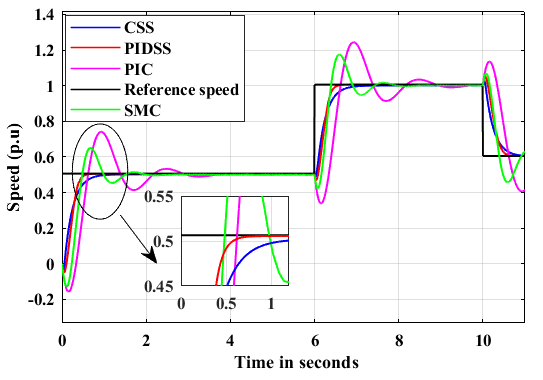 1.4
1.2
1.0
0.8
0.6
0.4
0.2
0
-0.2
Speed (p.u)
CSS
PIDSS
PIC
Reference speed
SMC
0.55
0.5
0.45
0 0.5 1
0 2 4 6 8 10
Time in seconds